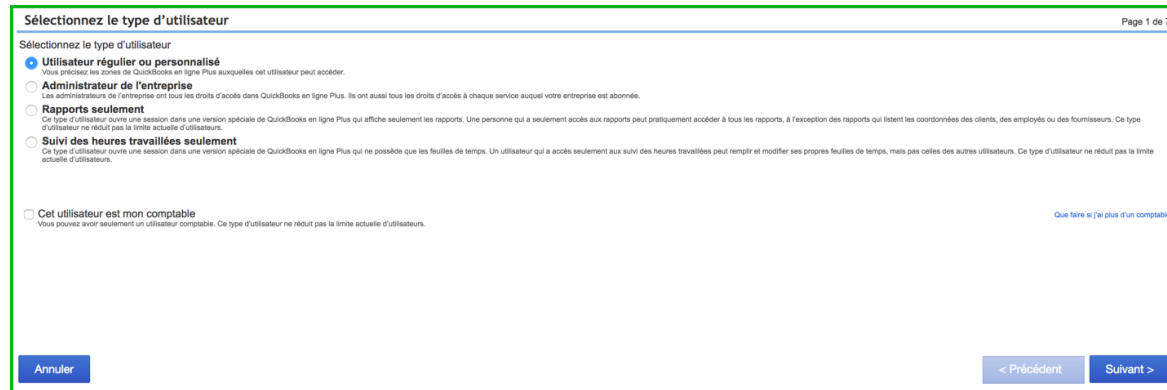 Sélectionnez le type d'utilisateur
Page 1 de 7
Sélectionnez le type d'utilisateur
Utilisateur régulier ou personnalisé
Vous précisez les zones de QuickBooks en ligne Plus auxquelles cet utilisateur peut accéder.
Administrateur de l'entreprise
Les administrateurs de l'entreprise ont tous les droits d'accès dans QuickBooks en ligne Plus. Ils ont aussi tous les droits d'accès à chaque service auquel votre entreprise est abonnée.
Rapports seulement
Ce type d'utilisateur ouvre une session dans une version spéciale de QuickBooks en ligne Plus qui affiche seulement les rapports. Une personne qui a seulement accès aux rapports peut pratiquement accéder à tous les rapports, à l'exception des rapports qui listent les coordonnées des clients, des employés ou des fournisseurs. Ce type
d'utilisateur ne réduit pas la limite actuelle d'utilisateurs.
Suivi des heures travaillées seulement
Ce type d'utilisateur ouvre une session dans une version spéciale de QuickBooks en ligne Plus qui ne possède que les feuilles de temps. Un utilisateur qui a accès seulement aux suivi des heures travaillées peut remplir et modifier ses propres feuilles de temps, mais pas celles des autres utilisateurs. Ce type d'utilisateur ne réduit pas la limite
actuelle d'utilisateurs.
Cet utilisateur est mon comptable
Vous pouvez avoir seulement un utilisateur comptable. Ce type d'utilisateur ne réduit pas la limite actuelle d'utilisateurs.
Que faire si j'ai plus d'un comptable
Annuler
< Précédent
Suivant >